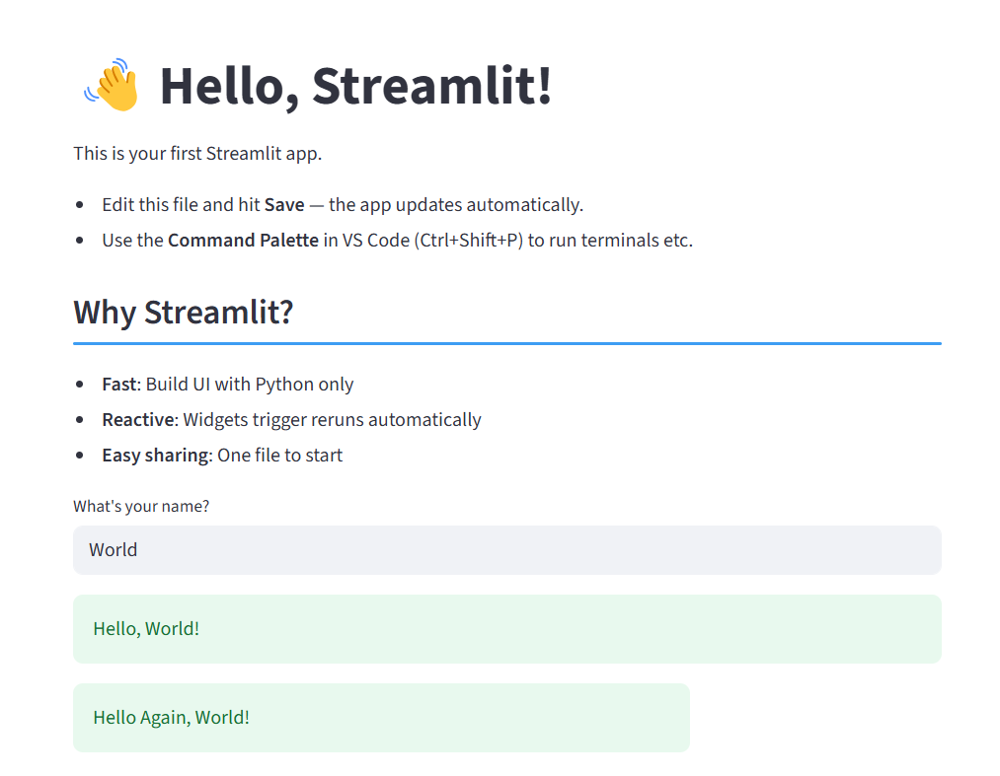 👋 Hello, Streamlit!
This is your first Streamlit app.
• Edit this file and hit Save — the app updates automatically.
• Use the Command Palette in VS Code (Ctrl+Shift+P) to run terminals etc.
Why Streamlit?
• Fast: Build UI with Python only
• Reactive: Widgets trigger reruns automatically
• Easy sharing: One file to start
What's your name?
World
Hello, World!
Hello Again, World!